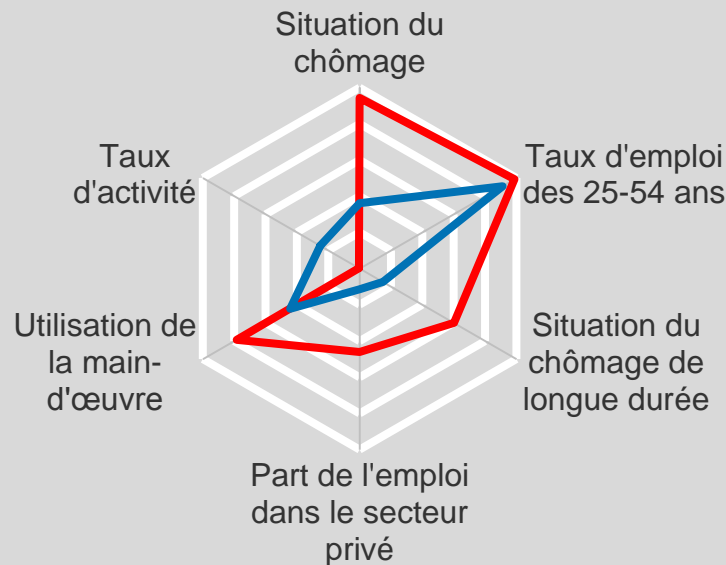 Situation du
chômage
Taux d'emploi
des 25-54 ans
Situation du
chômage de
longue durée
Part de l'emploi
dans le secteur
privé
Utilisation de
la main-
d'œuvre
Taux
d'activité